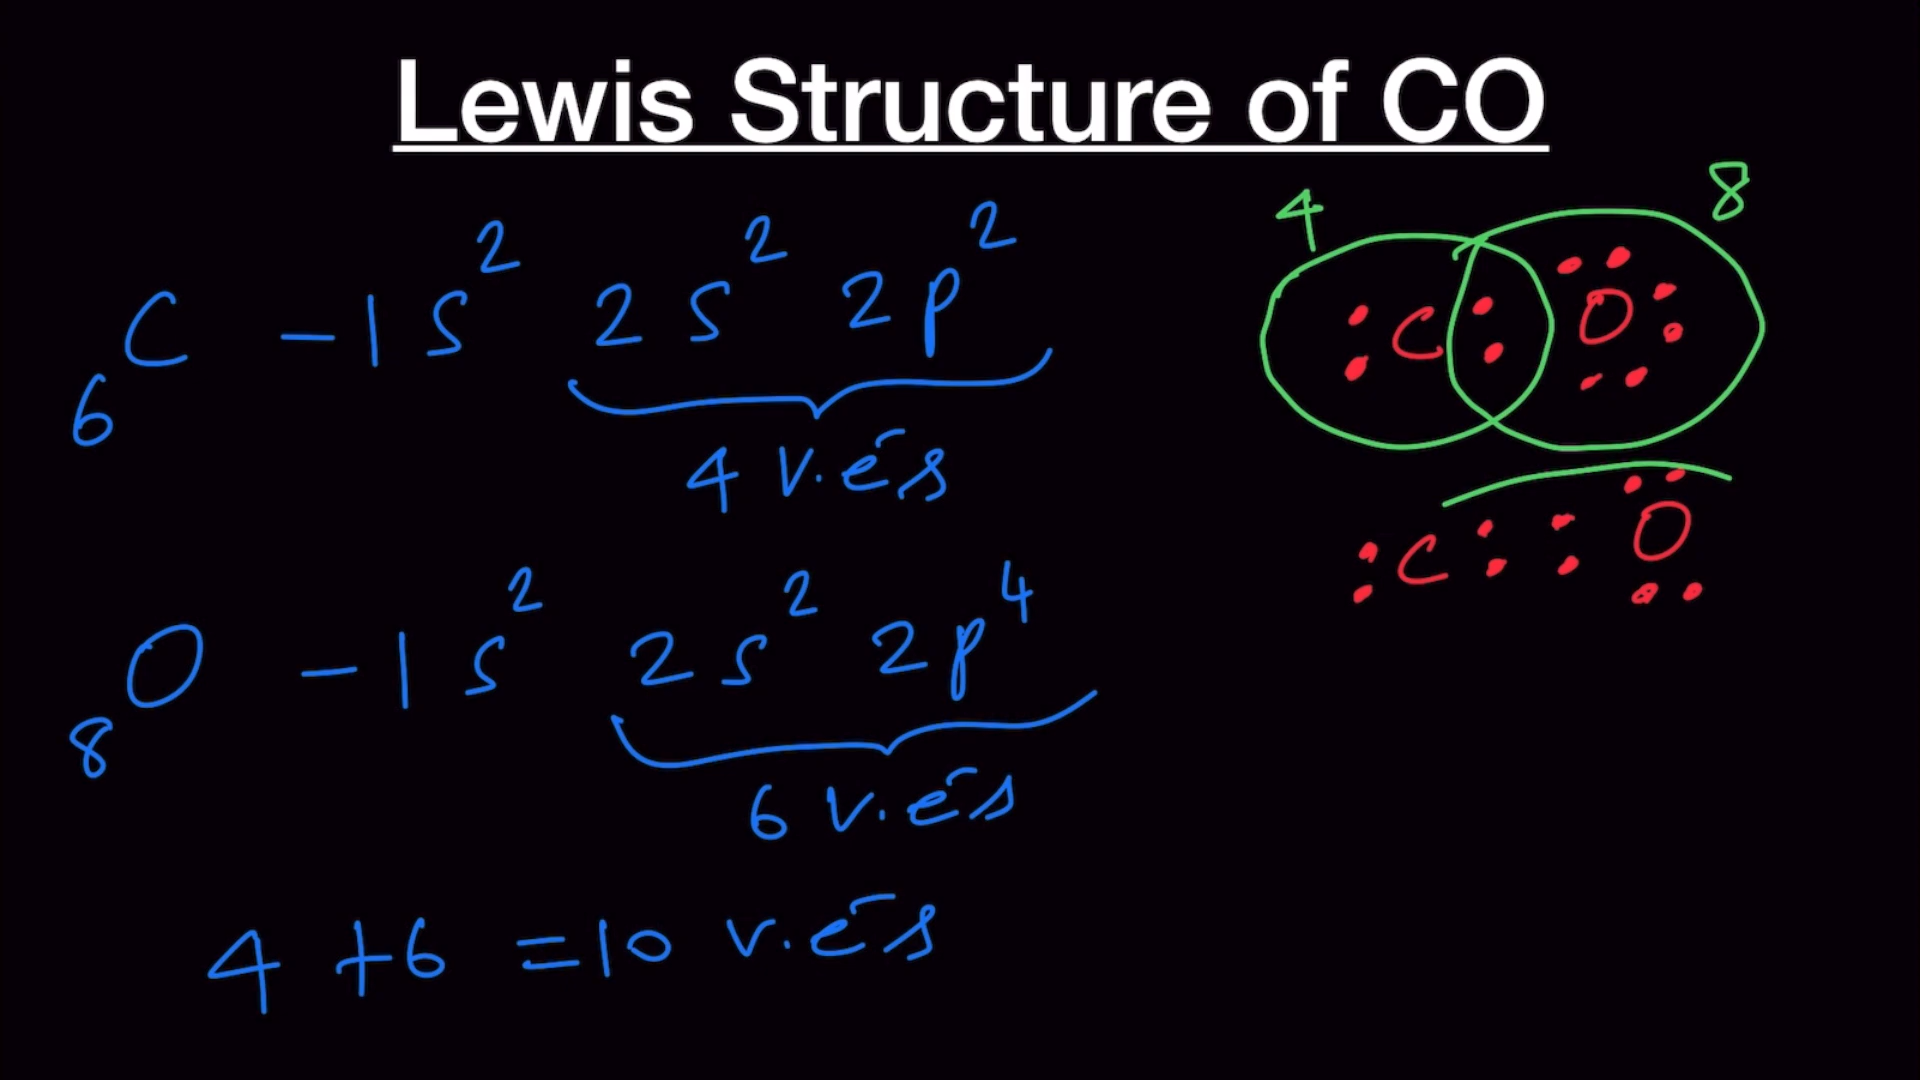 Lewis Structure of CO
₆C - 1s² 2s² 2p²
4 v.e⁻s
₈O - 1s² 2s² 2p⁴
6 v.e⁻s
4 + 6 = 10 v.e⁻s
4 8
C O
C O